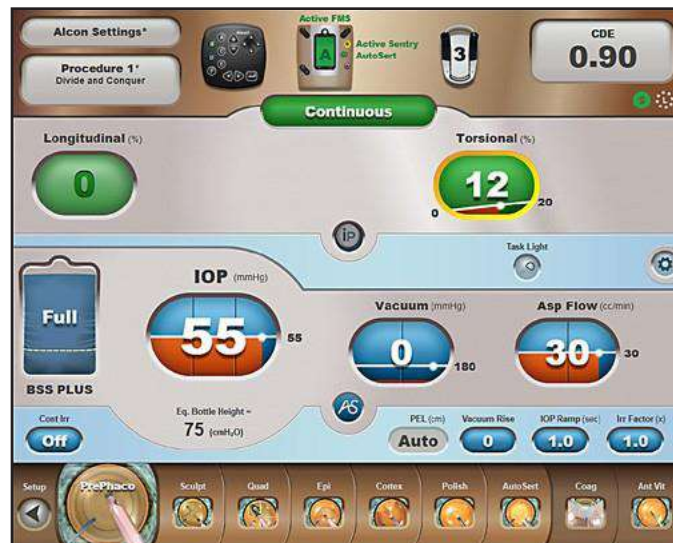 Alcon Settings*
Procedure 1*
Divide and Conquer
Active FMS
A
Active Sentry
AutoSert
3
CDE
0.90
Continuous
Longitudinal (%)
0
Torsional (%)
12
0
20
iP
Task Light
Full
BSS PLUS
IOP (mmHg)
55
55
Vacuum (mmHg)
0
180
Asp Flow (cc/min)
30
30
AS
Eq. Bottle Height =
75 (cmH₂O)
Cont Irr
Off
PEL (cm)
Auto
Vacuum Rise
0
IOP Ramp (sec)
1.0
Irr Factor (x)
1.0
Setup
PrePhaco
Sculpt
Quad
Epi
Cortex
Polish
AutoSert
Coag
Ant Vit